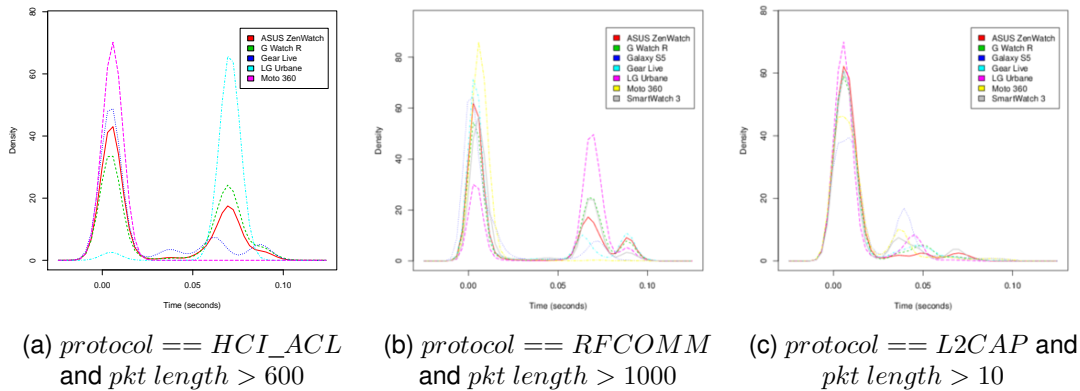 80
60
40
20
0
Density
0.00
0.05
0.10
Time (seconds)
ASUS ZenWatch
G Watch R
Gear Live
LG Urbane
Moto 360
80
60
40
20
0
Density
0.00
0.05
0.10
Time (seconds)
ASUS ZenWatch
G Watch R
Galaxy S5
Gear Live
LG Urbane
Moto 360
SmartWatch 3
80
60
40
20
0
Density
0.00
0.05
0.10
Time (seconds)
ASUS ZenWatch
G Watch R
Galaxy S5
Gear Live
LG Urbane
Moto 360
SmartWatch 3
(a) protocol == HCI_ACL
and pkt length > 600
(b) protocol == RFCOMM
and pkt length > 1000
(c) protocol == L2CAP and
pkt length > 10